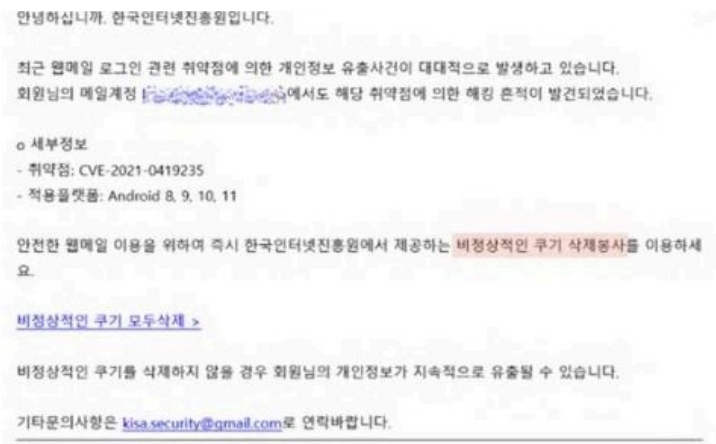 안녕하십니까. 한국인터넷진흥원입니다.
최근 웹메일 로그인 관련 취약점에 의한 개인정보 유출사건이 대대적으로 발생하고 있습니다.
회원님의 메일계정 에서도 해당 취약점에 의한 해킹 흔적이 발견되었습니다.
o 세부정보
- 취약점: CVE-2021-0419235
- 적용플랫폼: Android 8, 9, 10, 11
안전한 웹메일 이용을 위하여 즉시 한국인터넷진흥원에서 제공하는 비정상적인 쿠기 삭제봉사를 이용하세
요.
비정상적인 쿠기 모두삭제 >
비정상적인 쿠기를 삭제하지 않을 경우 회원님의 개인정보가 지속적으로 유출될 수 있습니다.
기타문의사항은 kisa.security@gmail.com로 연락바랍니다.